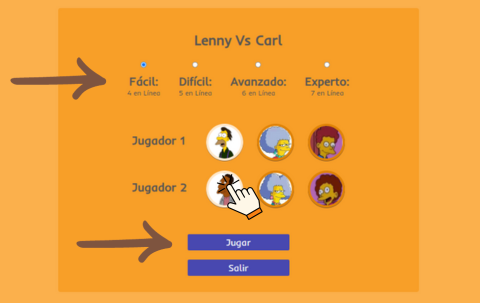 Lenny Vs Carl
Fácil: Difícil: Avanzado: Experto:
4 en Línea 5 en Línea 6 en Línea 7 en Línea
Jugador 1
Jugador 2
Jugar
Salir